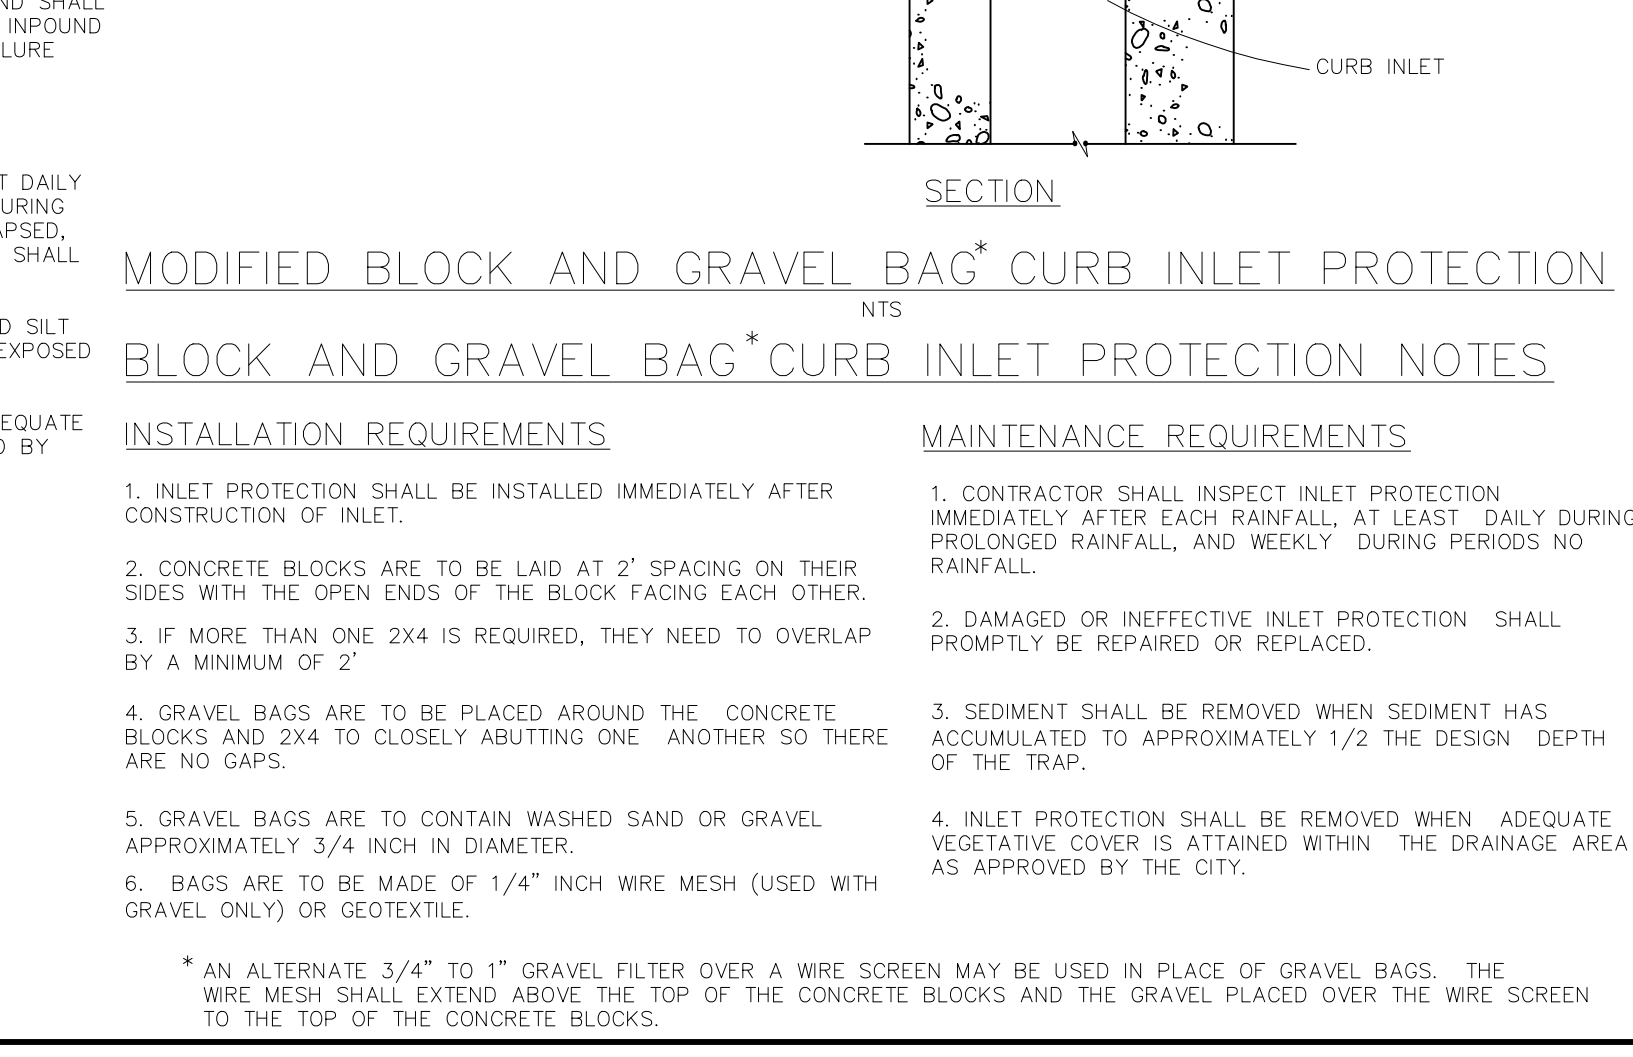 ND SHALL
INPOUND
LURE
T DAILY
URING
APSED,
SHALL
D SILT
EXPOSED
EQUATE
D BY
CURB INLET
SECTION
MODIFIED BLOCK AND GRAVEL BAG* CURB INLET PROTECTION
NTS
BLOCK AND GRAVEL BAG* CURB INLET PROTECTION NOTES
INSTALLATION REQUIREMENTS
1. INLET PROTECTION SHALL BE INSTALLED IMMEDIATELY AFTER
CONSTRUCTION OF INLET.
2. CONCRETE BLOCKS ARE TO BE LAID AT 2' SPACING ON THEIR
SIDES WITH THE OPEN ENDS OF THE BLOCK FACING EACH OTHER.
3. IF MORE THAN ONE 2X4 IS REQUIRED, THEY NEED TO OVERLAP
BY A MINIMUM OF 2'
4. GRAVEL BAGS ARE TO BE PLACED AROUND THE CONCRETE
BLOCKS AND 2X4 TO CLOSELY ABUTTING ONE ANOTHER SO THERE
ARE NO GAPS.
5. GRAVEL BAGS ARE TO CONTAIN WASHED SAND OR GRAVEL
APPROXIMATELY 3/4 INCH IN DIAMETER.
6. BAGS ARE TO BE MADE OF 1/4" INCH WIRE MESH (USED WITH
GRAVEL ONLY) OR GEOTEXTILE.
MAINTENANCE REQUIREMENTS
1. CONTRACTOR SHALL INSPECT INLET PROTECTION
IMMEDIATELY AFTER EACH RAINFALL, AT LEAST DAILY DURING
PROLONGED RAINFALL, AND WEEKLY DURING PERIODS NO
RAINFALL.
2. DAMAGED OR INEFFECTIVE INLET PROTECTION SHALL
PROMPTLY BE REPAIRED OR REPLACED.
3. SEDIMENT SHALL BE REMOVED WHEN SEDIMENT HAS
ACCUMULATED TO APPROXIMATELY 1/2 THE DESIGN DEPTH
OF THE TRAP.
4. INLET PROTECTION SHALL BE REMOVED WHEN ADEQUATE
VEGETATIVE COVER IS ATTAINED WITHIN THE DRAINAGE AREA
AS APPROVED BY THE CITY.
* AN ALTERNATE 3/4" TO 1" GRAVEL FILTER OVER A WIRE SCREEN MAY BE USED IN PLACE OF GRAVEL BAGS. THE
WIRE MESH SHALL EXTEND ABOVE THE TOP OF THE CONCRETE BLOCKS AND THE GRAVEL PLACED OVER THE WIRE SCREEN
TO THE TOP OF THE CONCRETE BLOCKS.